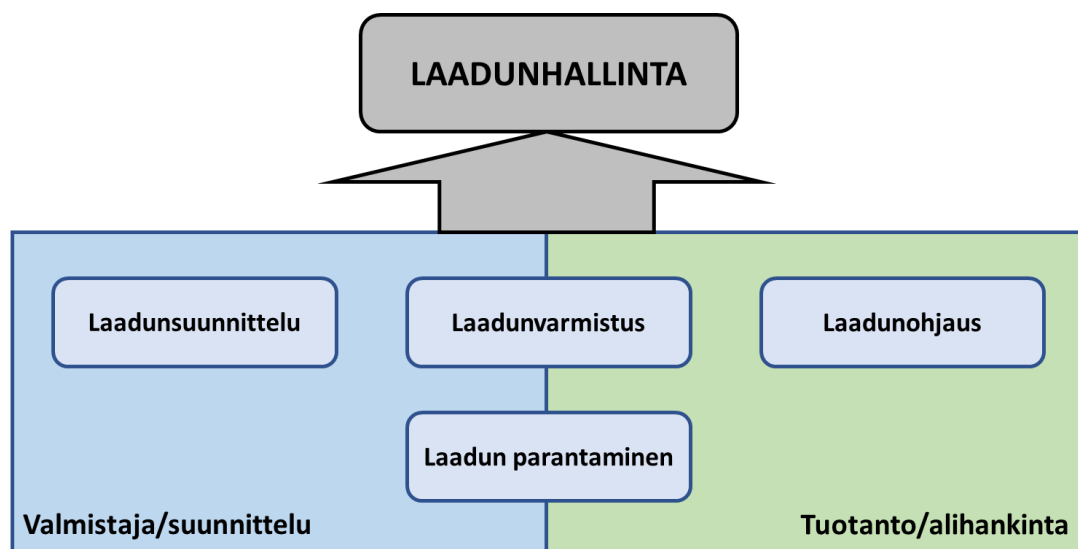 LAADUNHALLINTA
Laadunsuunnittelu
Laadunvarmistus
Laadunohjaus
Laadun parantaminen
Valmistaja/suunnittelu
Tuotanto/alihankinta